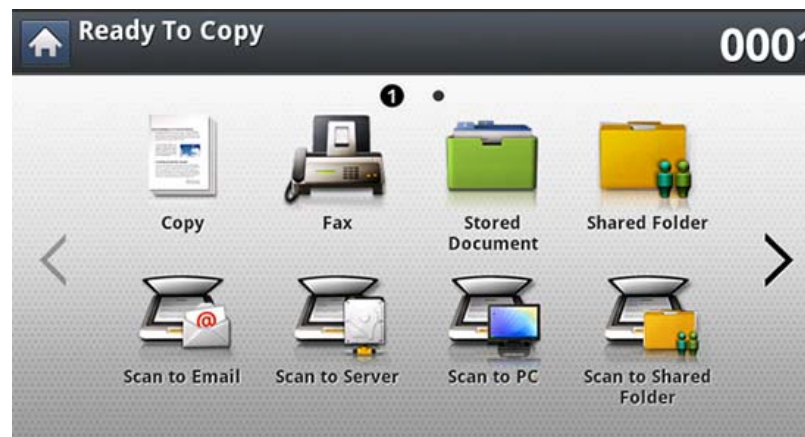 Ready To Copy
0001
1
Copy
Fax
Stored
Document
Shared Folder
@
Scan to Email
Scan to Server
Scan to PC
Scan to Shared
Folder